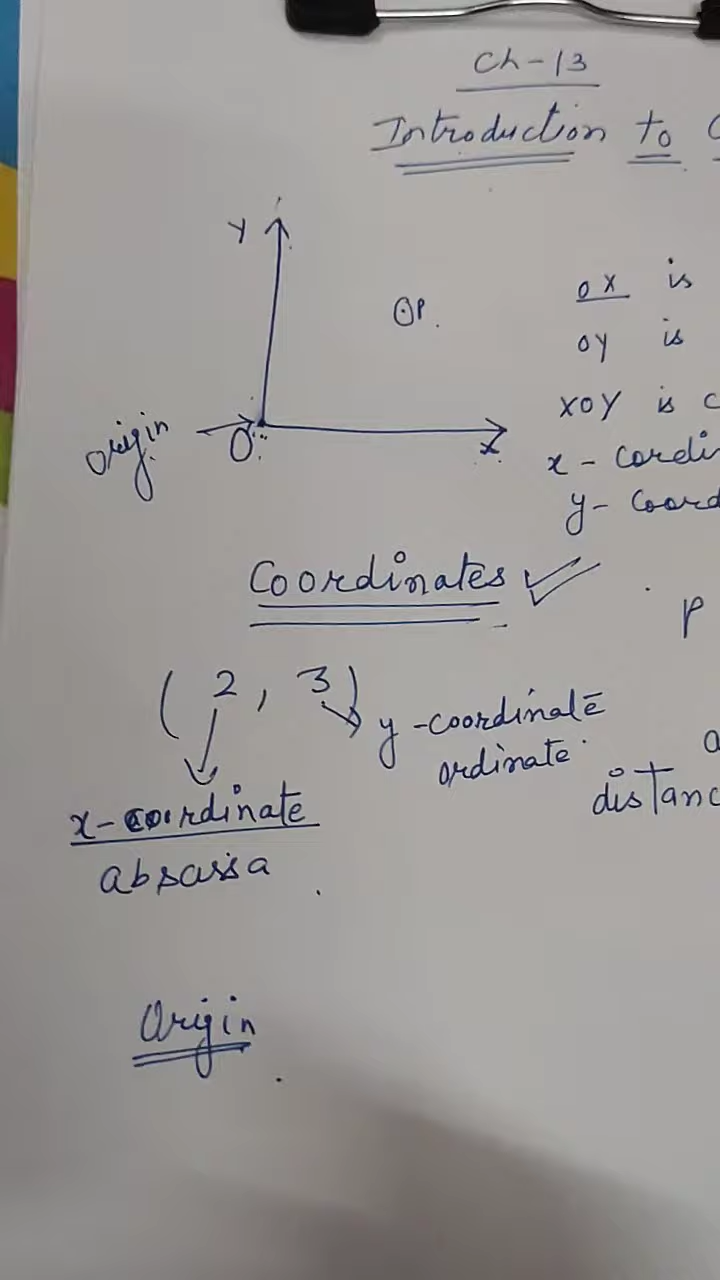 Ch-13
Introduction to
Y
ΘP.
OX is
OY is
XOY is
Origin
O
X
x - cordi
y - Coord
Coordinates
P
(2, 3)
y-coordinate
ordinate
distanc
x-coordinate
abscissa
Origin